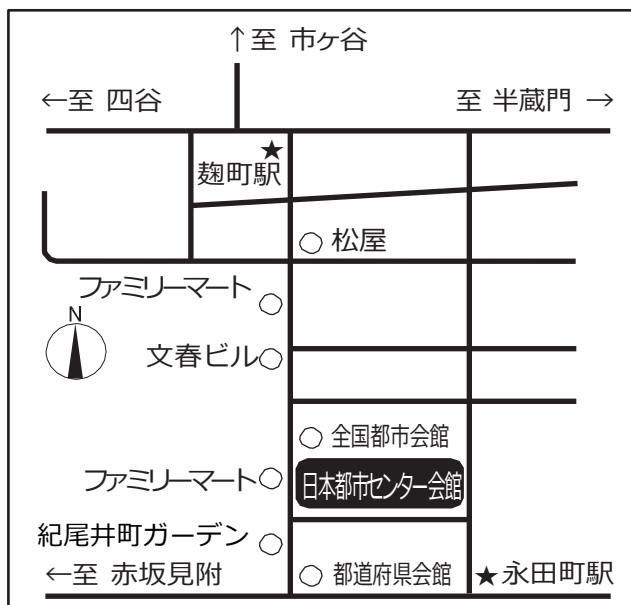 ↑至 市ヶ谷
←至 四谷
至 半蔵門 →
★
麹町駅
○ 松屋
ファミリーマート ○
N
文春ビル ○
○ 全国都市会館
ファミリーマート ○
日本都市センター会館
紀尾井町ガーデン ○
←至 赤坂見附
○ 都道府県会館
★永田町駅